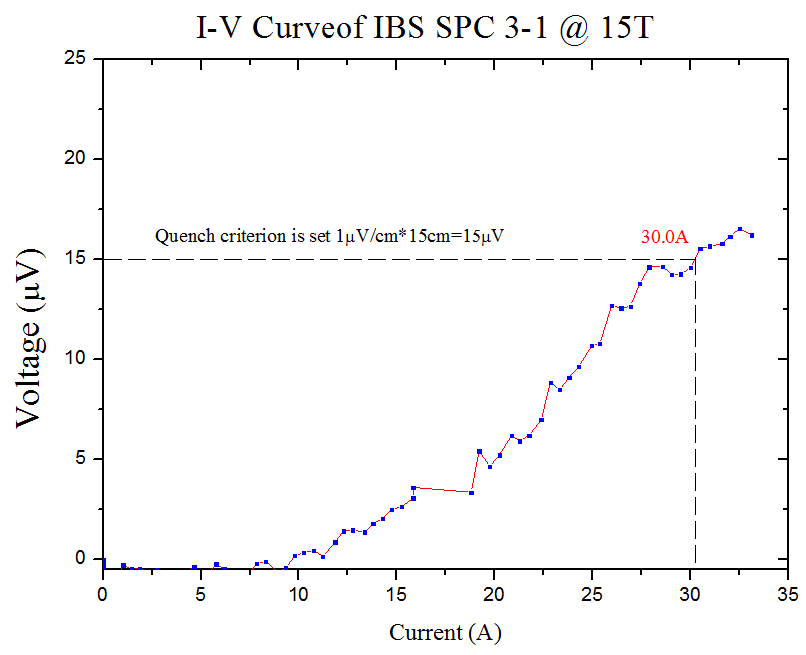 I-V Curveof IBS SPC 3-1 @ 15T
25
20
Quench criterion is set 1μV/cm*15cm=15μV
30.0A
15
10
5
0
Voltage (μV)
0 5 10 15 20 25 30 35
Current (A)